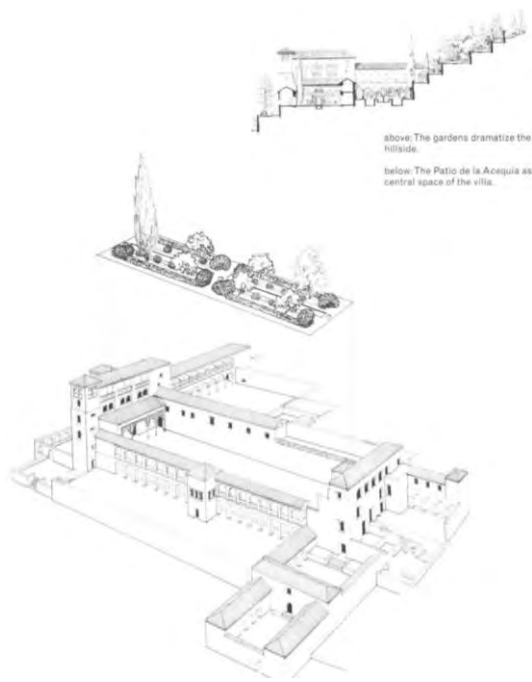 above: The gardens dramatize the
hillside.
below: The Patio de la Acequia as
central space of the villa.